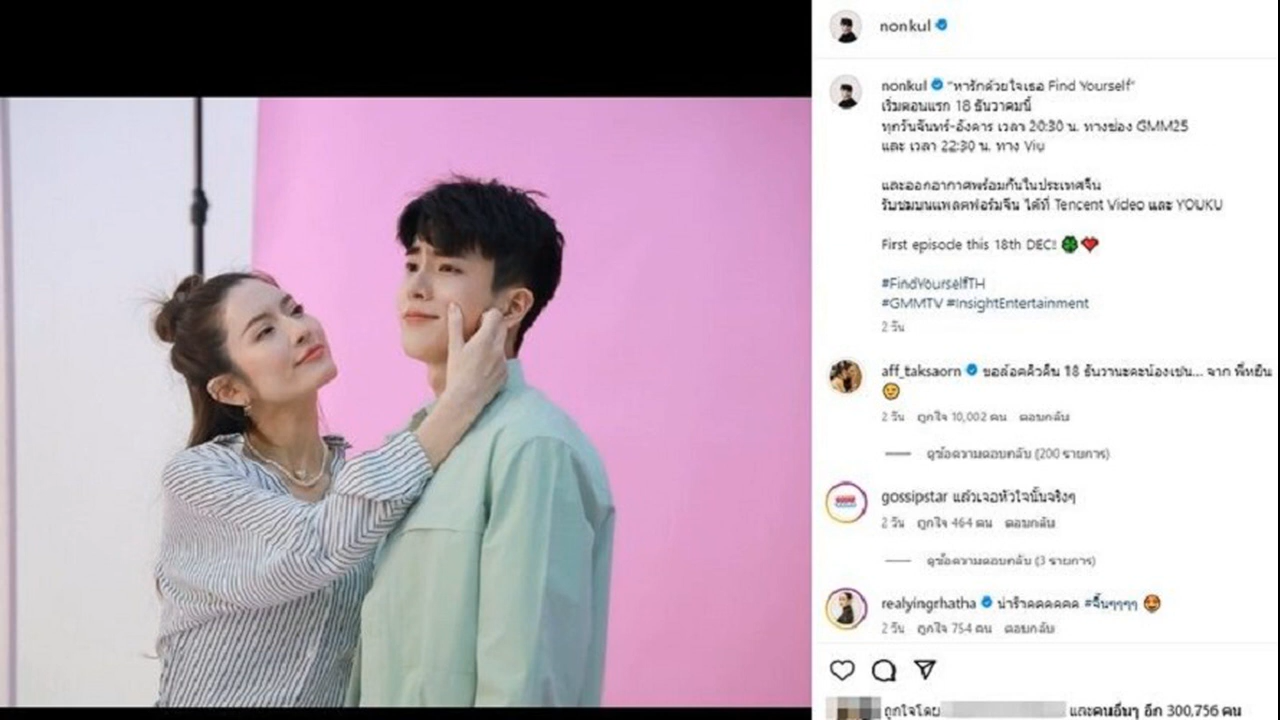 nonkul
nonkul "หารักด้วยใจเธอ Find Yourself"
เริ่มตอนแรก 18 ธันวาคมนี้
ทุกวันจันทร์-อังคาร เวลา 20:30 น. ทางช่อง GMM25
และ เวลา 22:30 น. ทาง Viu
และออกอากาศพร้อมกันในประเทศจีน
รับชมบนแพลตฟอร์มจีน ได้ที่ Tencent Video และ YOUKU
First episode this 18th DEC! 🍀❤️
#FindYourselfTH
#GMMTV #InsightEntertainment
2 วัน
aff_taksaorn ขอล้อคคิวคืน 18 ธันวานะคะน้องเชน... จาก พี่หยิน
2 วัน ถูกใจ 10,002 คน ตอบกลับ
ดูข้อความตอบกลับ (200 รายการ)
gossipstar แล้วเจอหัวใจนั้นจริงๆ
2 วัน ถูกใจ 464 คน ตอบกลับ
ดูข้อความตอบกลับ (3 รายการ)
realyingrhatha น่าร้าคคคคคค #จิ้นๆๆๆๆ 🥰
2 วัน ถูกใจ 754 คน ตอบกลับ
ถูกใจโดย และคนอื่นๆ อีก 300,756 คน